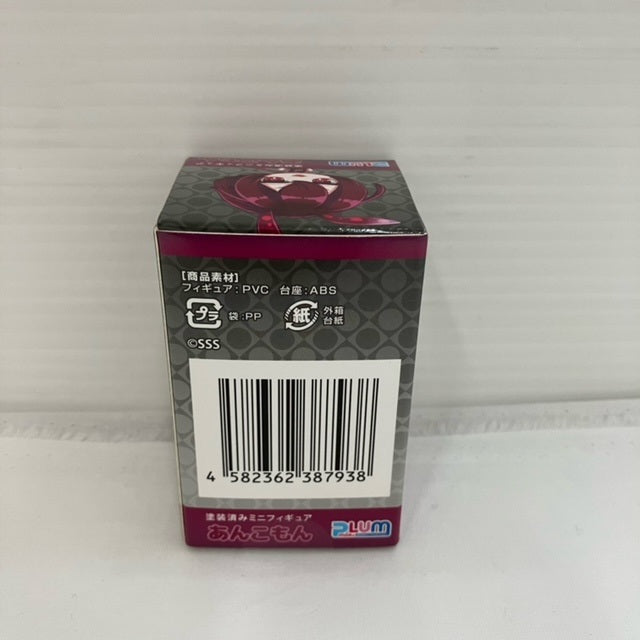 PLUM
[商品素材]
フィギュア:PVC 台座:ABS
プラ 袋:PP 紙 外箱
台紙
©SSS
4 582362 387938
塗装済みミニフィギュア
あんこもん PLUM